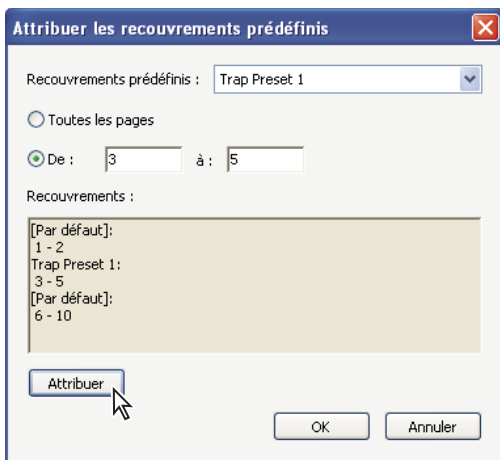 Attribuer les recouvrements prédéfinis
Recouvrements prédéfinis : Trap Preset 1
Toutes les pages
De : 3 à : 5
Recouvrements :
[Par défaut]:
1 - 2
Trap Preset 1:
3 - 5
[Par défaut]:
6 - 10
Attribuer
OK Annuler